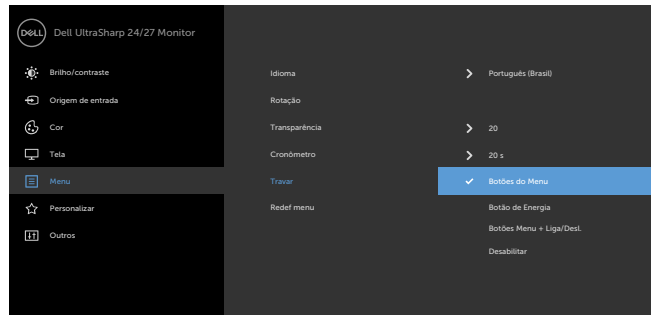 DELL Dell UltraSharp 24/27 Monitor
Brilho/contraste Idioma Português (Brasil)
Origem de entrada Rotação
Cor Transparência 20
Tela Cronômetro 20 s
Menu Travar Botões do Menu
Personalizar Redef menu Botão de Energia
Botões Menu + Liga/Desl.
Outros
Desabilitar